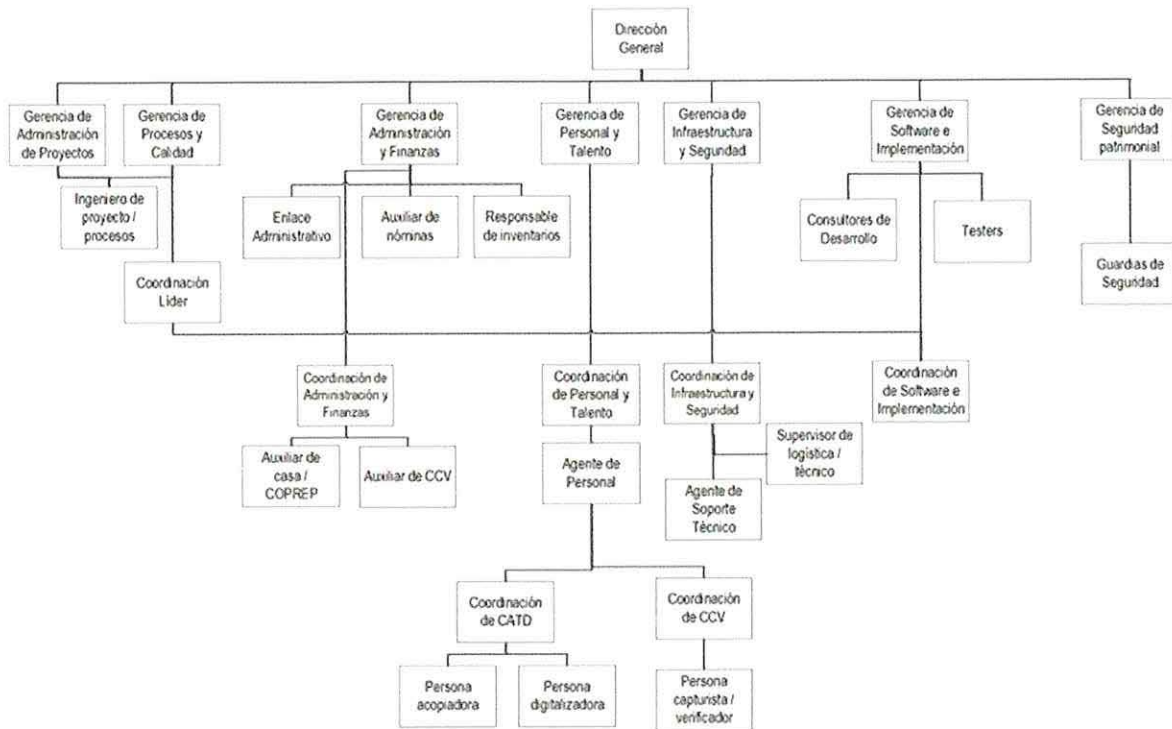 Dirección
General
Gerencia de
Administración
de Proyectos
Gerencia de
Procesos y
Calidad
Gerencia de
Administración
y Finanzas
Gerencia de
Personal y
Talento
Gerencia de
Infraestructura
y Seguridad
Gerencia de
Software e
Implementación
Gerencia de
Seguridad
patrimonial
Ingeniero de
proyecto /
procesos
Enlace
Administrativo
Auxiliar de
nóminas
Responsable
de inventarios
Consultores de
Desarrollo
Testers
Guardias de
Seguridad
Coordinación
Líder
Coordinación de
Administración y
Finanzas
Coordinación
de Personal y
Talento
Coordinación de
Infraestructura y
Seguridad
Coordinación
de Software e
Implementación
Auxiliar de
casa /
COPREP
Auxiliar de CCV
Agente de
Personal
Supervisor de
logística /
técnico
Agente de
Soporte
Técnico
Coordinación
de CATD
Coordinación
de CCV
Persona
acopiadora
Persona
digitalizadora
Persona
capturista /
verificador